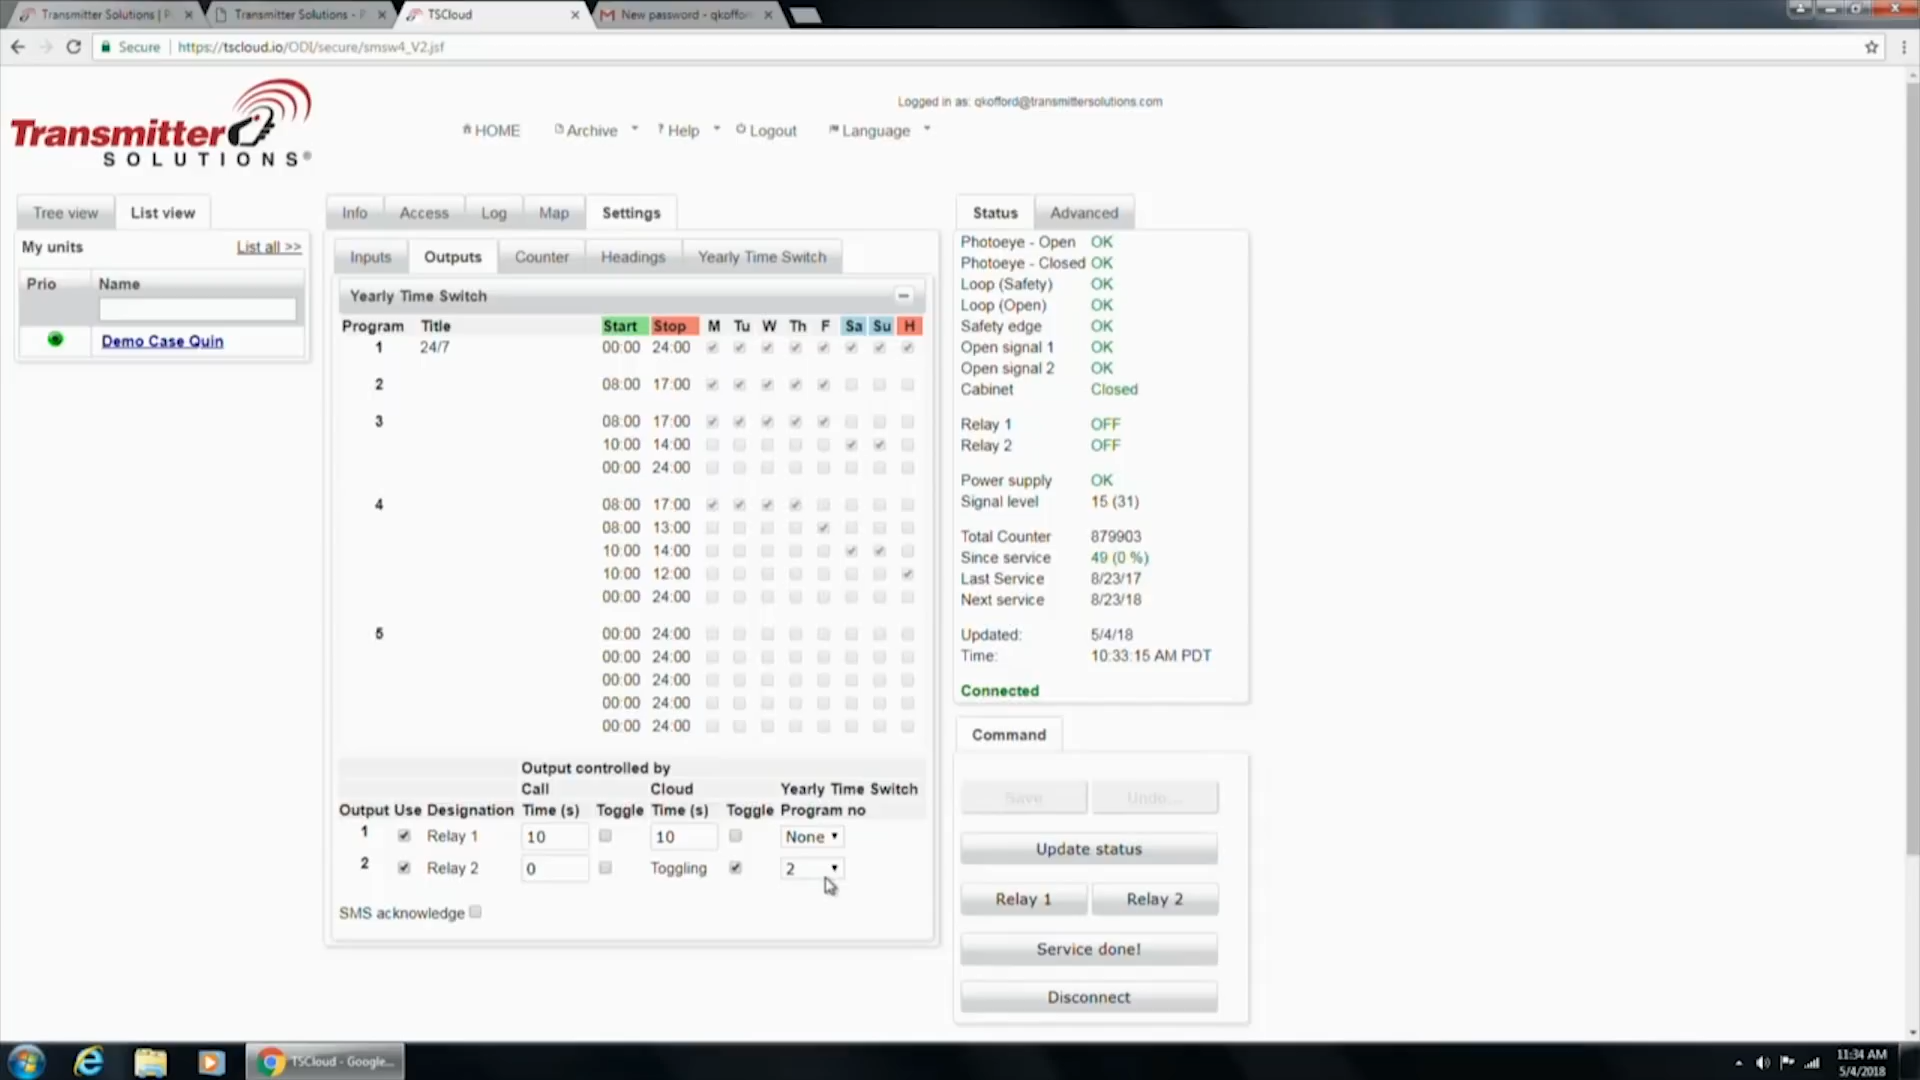 Transmitter Solutions |
Transmitter Solutions -
TSCloud
New password - qkoffor
Secure
https://tscloud.io/ODI/secure/smsw4_V2.jsf
Transmitter
SOLUTIONS®
Logged in as: qkofford@transmittersolutions.com
HOME Archive ? Help Logout Language
Tree view List view
My units List all >>
Prio Name
Demo Case Quin
Info Access Log Map Settings
Inputs Outputs Counter Headings Yearly Time Switch
Yearly Time Switch
Program Title Start Stop M Tu W Th F Sa Su H
1 24/7 00:00 24:00
2 08:00 17:00
3 08:00 17:00
10:00 14:00
00:00 24:00
4 08:00 17:00
08:00 13:00
10:00 14:00
10:00 12:00
00:00 24:00
5 00:00 24:00
00:00 24:00
00:00 24:00
00:00 24:00
00:00 24:00
Output controlled by
Call Cloud Yearly Time Switch
Output Use Designation Time (s) Toggle Time (s) Toggle Program no
1 Relay 1 10 10 None
2 Relay 2 0 Toggling 2
SMS acknowledge
Status Advanced
Photoeye - Open OK
Photoeye - Closed OK
Loop (Safety) OK
Loop (Open) OK
Safety edge OK
Open signal 1 OK
Open signal 2 OK
Cabinet Closed
Relay 1 OFF
Relay 2 OFF
Power supply OK
Signal level 15 (31)
Total Counter 879903
Since service 49 (0 %)
Last Service 8/23/17
Next service 8/23/18
Updated: 5/4/18
Time: 10:33:15 AM PDT
Connected
Command
Save Undo...
Update status
Relay 1 Relay 2
Service done!
Disconnect
TSCloud - Google...
11:34 AM
5/4/2018